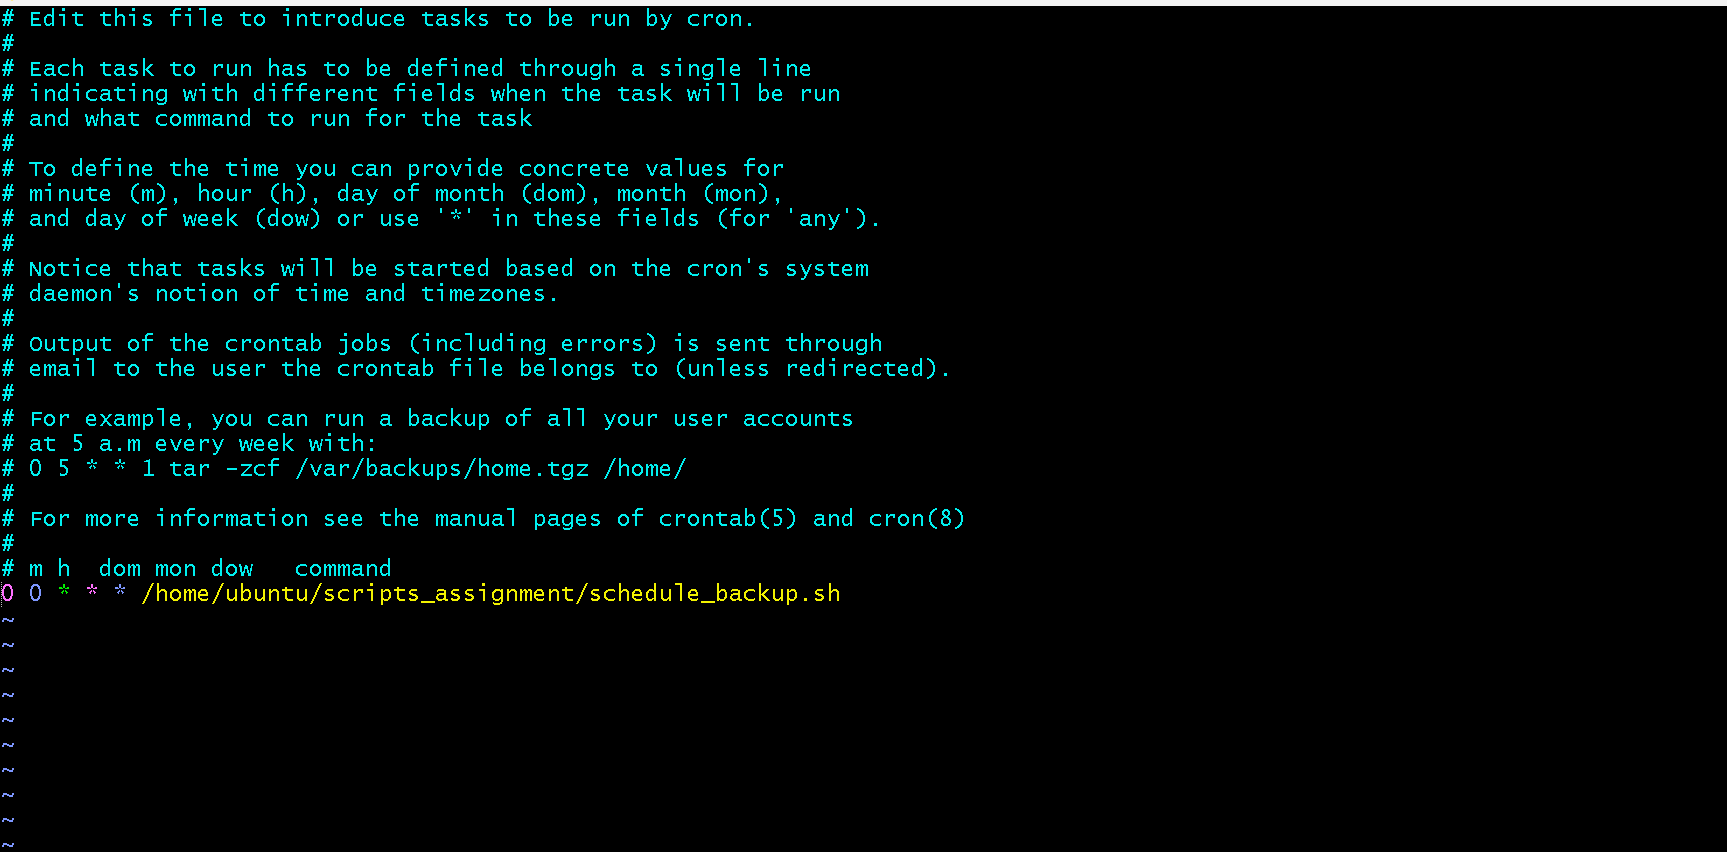 # Edit this file to introduce tasks to be run by cron.
#
# Each task to run has to be defined through a single line
# indicating with different fields when the task will be run
# and what command to run for the task
#
# To define the time you can provide concrete values for
# minute (m), hour (h), day of month (dom), month (mon),
# and day of week (dow) or use '*' in these fields (for 'any').
#
# Notice that tasks will be started based on the cron's system
# daemon's notion of time and timezones.
#
# Output of the crontab jobs (including errors) is sent through
# email to the user the crontab file belongs to (unless redirected).
#
# For example, you can run a backup of all your user accounts
# at 5 a.m every week with:
# 0 5 * * 1 tar -zcf /var/backups/home.tgz /home/
#
# For more information see the manual pages of crontab(5) and cron(8)
#
# m h  dom mon dow   command
0 0 * * * /home/ubuntu/scripts_assignment/schedule_backup.sh
~
~
~
~
~
~
~
~
~
~